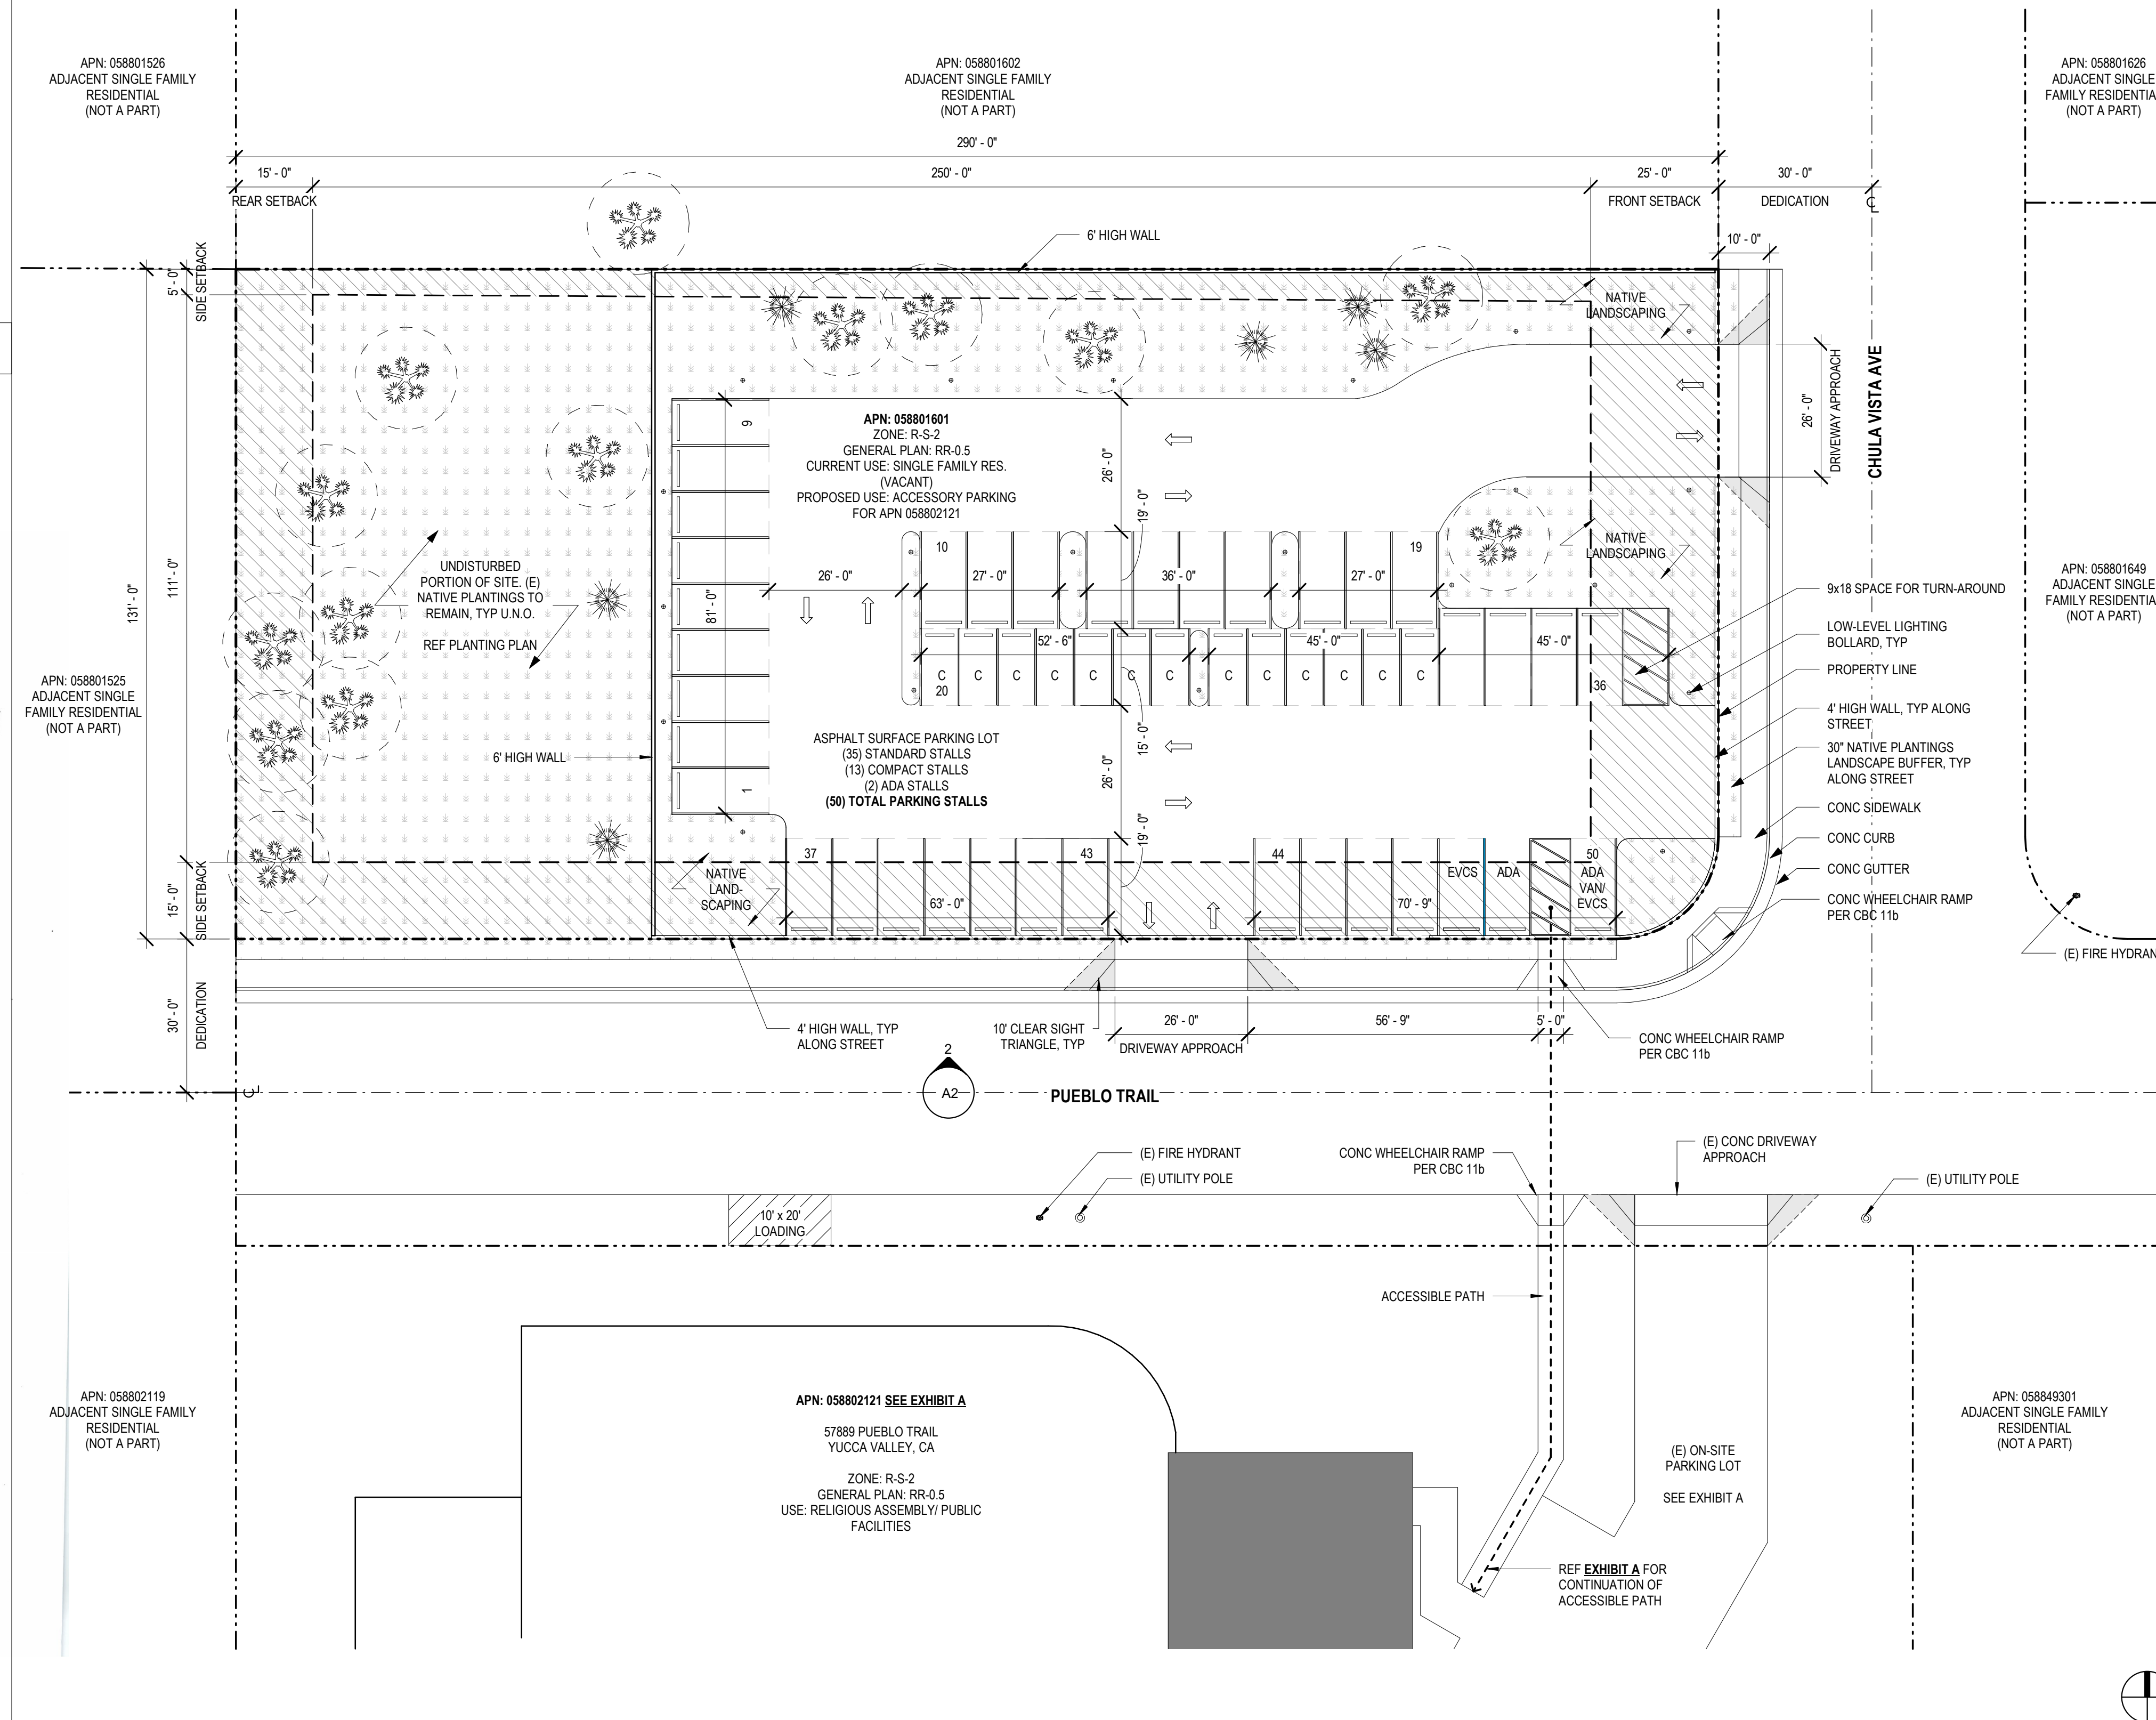 APN: 058801526
ADJACENT SINGLE FAMILY
RESIDENTIAL
(NOT A PART)
APN: 058801602
ADJACENT SINGLE FAMILY
RESIDENTIAL
(NOT A PART)
APN: 058801626
ADJACENT SINGLE
FAMILY RESIDENTIA
(NOT A PART)
290' - 0"
15' - 0"
250' - 0"
25' - 0"
30' - 0"
REAR SETBACK
FRONT SETBACK
DEDICATION
CL
10' - 0"
6' HIGH WALL
5' - 0"
SIDE SETBACK
NATIVE
LANDSCAPING
26' - 0"
DRIVEWAY APPROACH
CHULA VISTA AVE
9
APN: 058801601
ZONE: R-S-2
GENERAL PLAN: RR-0.5
CURRENT USE: SINGLE FAMILY RES.
(VACANT)
PROPOSED USE: ACCESSORY PARKING
FOR APN 058802121
26' - 0"
19' - 0"
10
19
NATIVE
LANDSCAPING
111' - 0"
131' - 0"
UNDISTURBED
PORTION OF SITE. (E)
NATIVE PLANTINGS TO
REMAIN, TYP U.N.O.
REF PLANTING PLAN
81' - 0"
26' - 0"
27' - 0"
36' - 0"
27' - 0"
APN: 058801649
ADJACENT SINGLE
FAMILY RESIDENTIA
(NOT A PART)
9x18 SPACE FOR TURN-AROUND
LOW-LEVEL LIGHTING
BOLLARD, TYP
PROPERTY LINE
4' HIGH WALL, TYP ALONG
STREET
30" NATIVE PLANTINGS
LANDSCAPE BUFFER, TYP
ALONG STREET
CONC SIDEWALK
CONC CURB
CONC GUTTER
CONC WHEELCHAIR RAMP
PER CBC 11b
(E) FIRE HYDRAN
52' - 6"
45' - 0"
45' - 0"
C C C C C C C C C C C C C
20
36
APN: 058801525
ADJACENT SINGLE
FAMILY RESIDENTIAL
(NOT A PART)
6' HIGH WALL
ASPHALT SURFACE PARKING LOT
(35) STANDARD STALLS
(13) COMPACT STALLS
(2) ADA STALLS
(50) TOTAL PARKING STALLS
1
15' - 0"
26' - 0"
19' - 0"
37
43
44
50
EVCS
ADA
ADA
VAN/
EVCS
NATIVE
LAND-
SCAPING
63' - 0"
70' - 9"
15' - 0"
SIDE SETBACK
30' - 0"
DEDICATION
4' HIGH WALL, TYP
ALONG STREET
10' CLEAR SIGHT
TRIANGLE, TYP
26' - 0"
DRIVEWAY APPROACH
56' - 9"
5' - 0"
CONC WHEELCHAIR RAMP
PER CBC 11b
CL
2
A2
PUEBLO TRAIL
(E) FIRE HYDRANT
(E) UTILITY POLE
CONC WHEELCHAIR RAMP
PER CBC 11b
(E) CONC DRIVEWAY
APPROACH
(E) UTILITY POLE
10' x 20'
LOADING
ACCESSIBLE PATH
APN: 058802119
ADJACENT SINGLE FAMILY
RESIDENTIAL
(NOT A PART)
APN: 058802121 SEE EXHIBIT A
57889 PUEBLO TRAIL
YUCCA VALLEY, CA
ZONE: R-S-2
GENERAL PLAN: RR-0.5
USE: RELIGIOUS ASSEMBLY/ PUBLIC
FACILITIES
(E) ON-SITE
PARKING LOT
SEE EXHIBIT A
APN: 058849301
ADJACENT SINGLE FAMILY
RESIDENTIAL
(NOT A PART)
REF EXHIBIT A FOR
CONTINUATION OF
ACCESSIBLE PATH